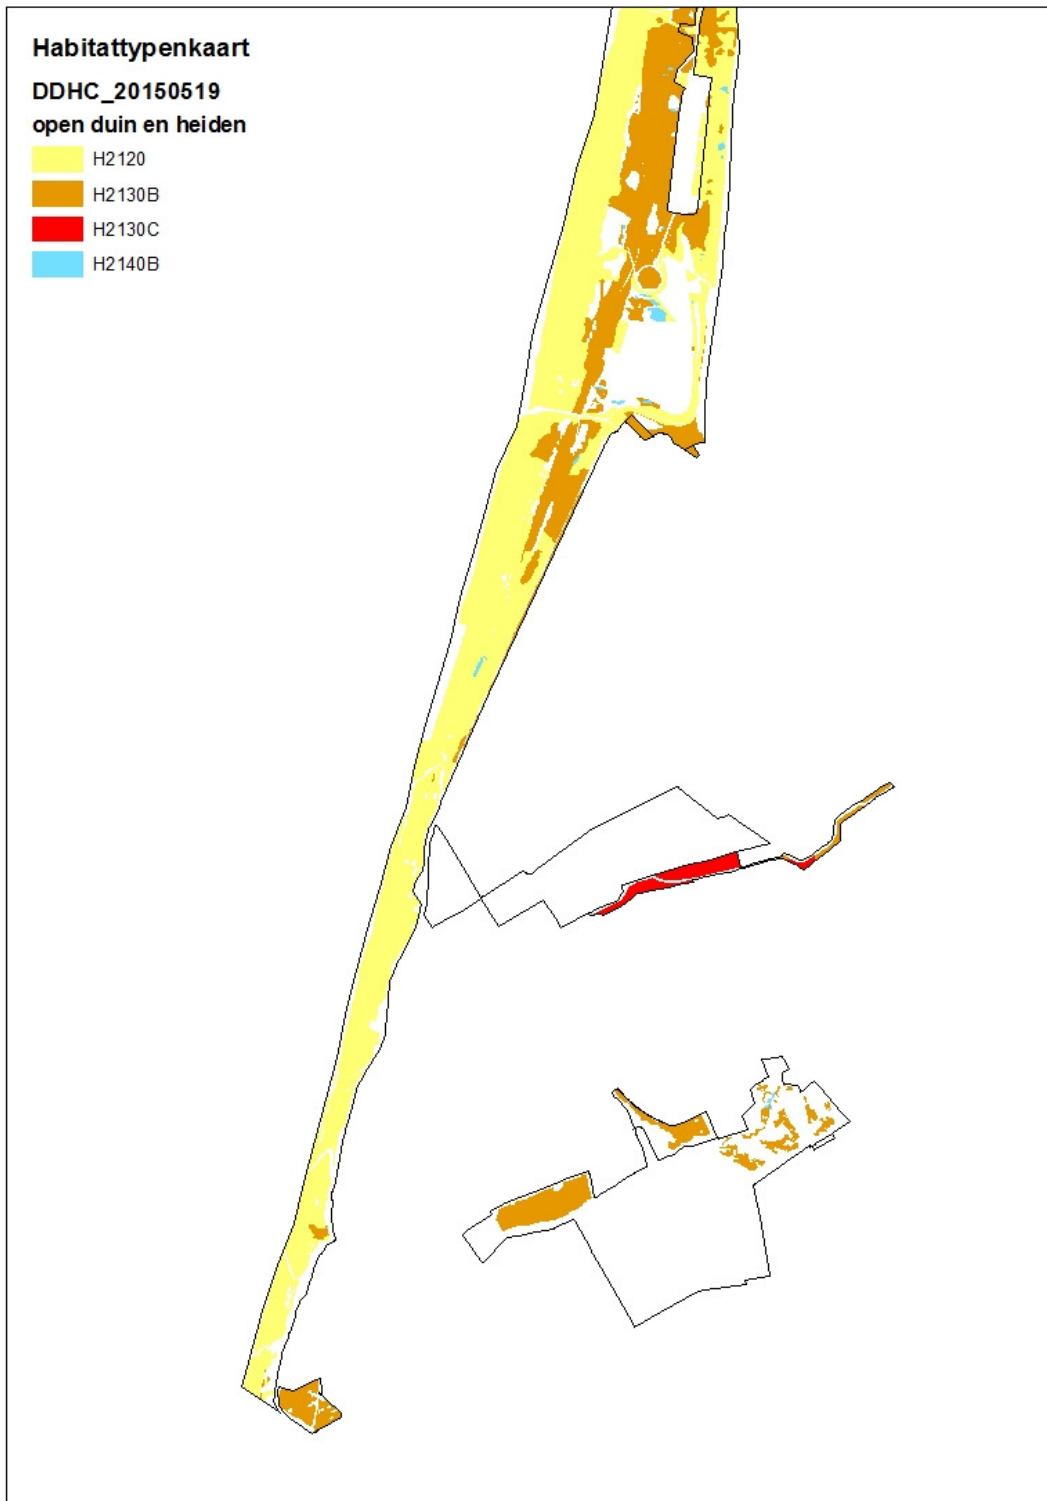 Habitattypenkaart
DDHC_20150519
open duin en heiden
H2120
H2130B
H2130C
H2140B